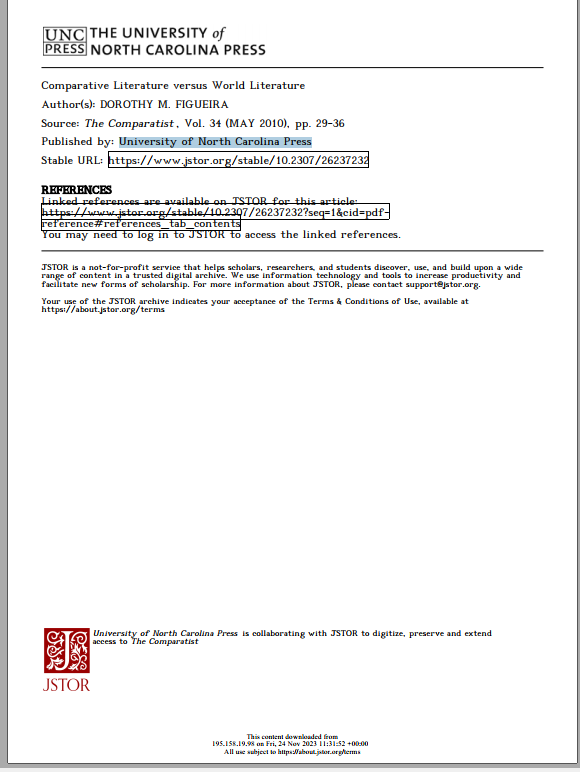 UNC PRESS THE UNIVERSITY of NORTH CAROLINA PRESS
Comparative Literature versus World Literature
Author(s): DOROTHY M. FIGUEIRA
Source: The Comparatist, Vol. 34 (MAY 2010), pp. 29-36
Published by: University of North Carolina Press
Stable URL: https://www.jstor.org/stable/10.2307/26237232
REFERENCES
Linked references are available on JSTOR for this article:
https://www.jstor.org/stable/10.2307/26237232?seq=1&cid=pdf-
reference#references_tab_contents
You may need to log in to JSTOR to access the linked references.
JSTOR is a not-for-profit service that helps scholars, researchers, and students discover, use, and build upon a wide
range of content in a trusted digital archive. We use information technology and tools to increase productivity and
facilitate new forms of scholarship. For more information about JSTOR, please contact support@jstor.org.
Your use of the JSTOR archive indicates your acceptance of the Terms & Conditions of Use, available at
https://about.jstor.org/terms
University of North Carolina Press is collaborating with JSTOR to digitize, preserve and extend
access to The Comparatist
JSTOR
This content downloaded from
195.158.19.98 on Fri, 24 Nov 2023 11:31:52 +00:00
All use subject to https://about.jstor.org/terms